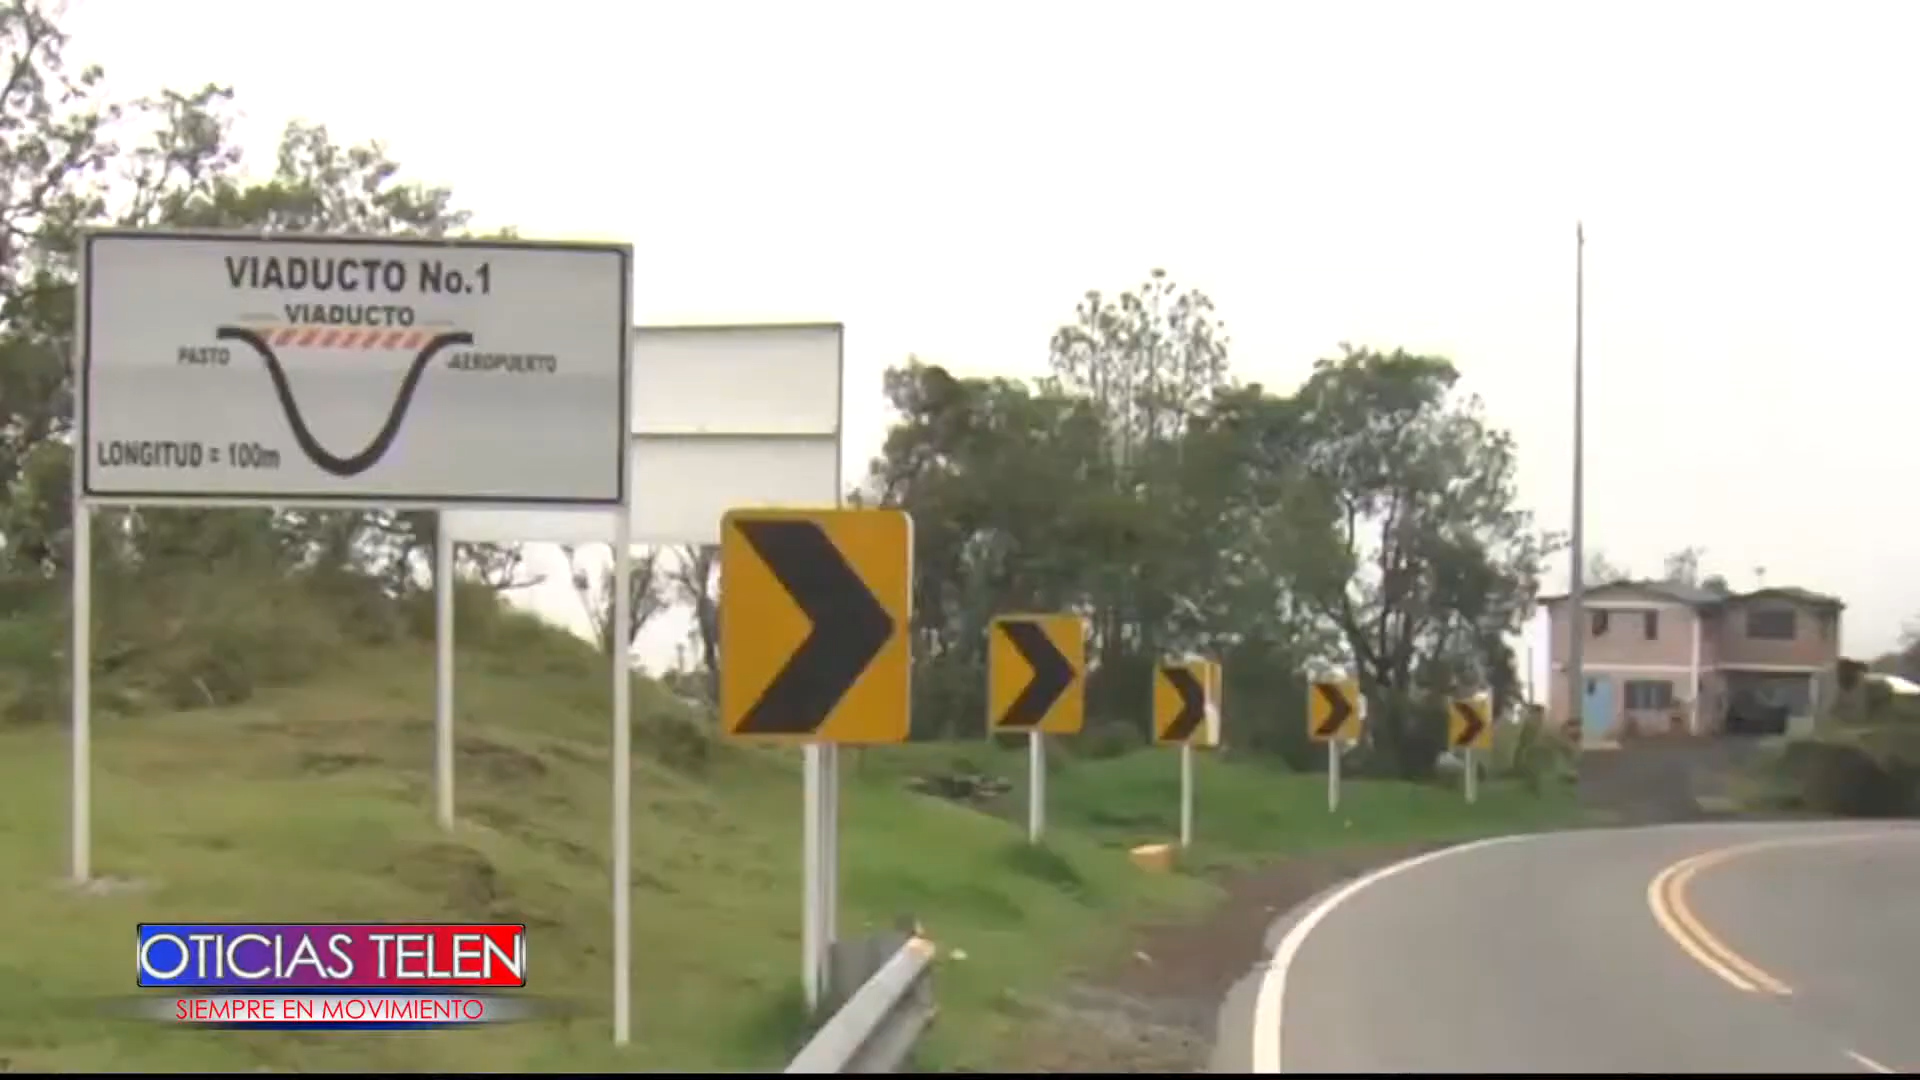 VIADUCTO No.1
VIADUCTO
PASTO
AEROPUERTO
LONGITUD = 100m
OTICIAS TELEN
SIEMPRE EN MOVIMIENTO